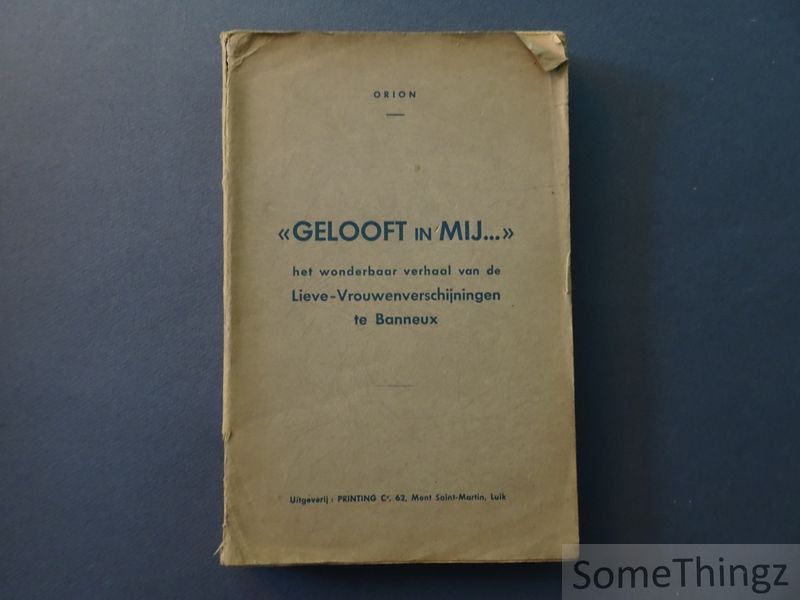 ORION
«GELOOFT IN MIJ...»
het wonderbaar verhaal van de
Lieve-Vrouwenverschijningen
te Banneux
Uitgeverij : PRINTING Cº, 62, Mont Saint-Martin, Luik
SomeThingz